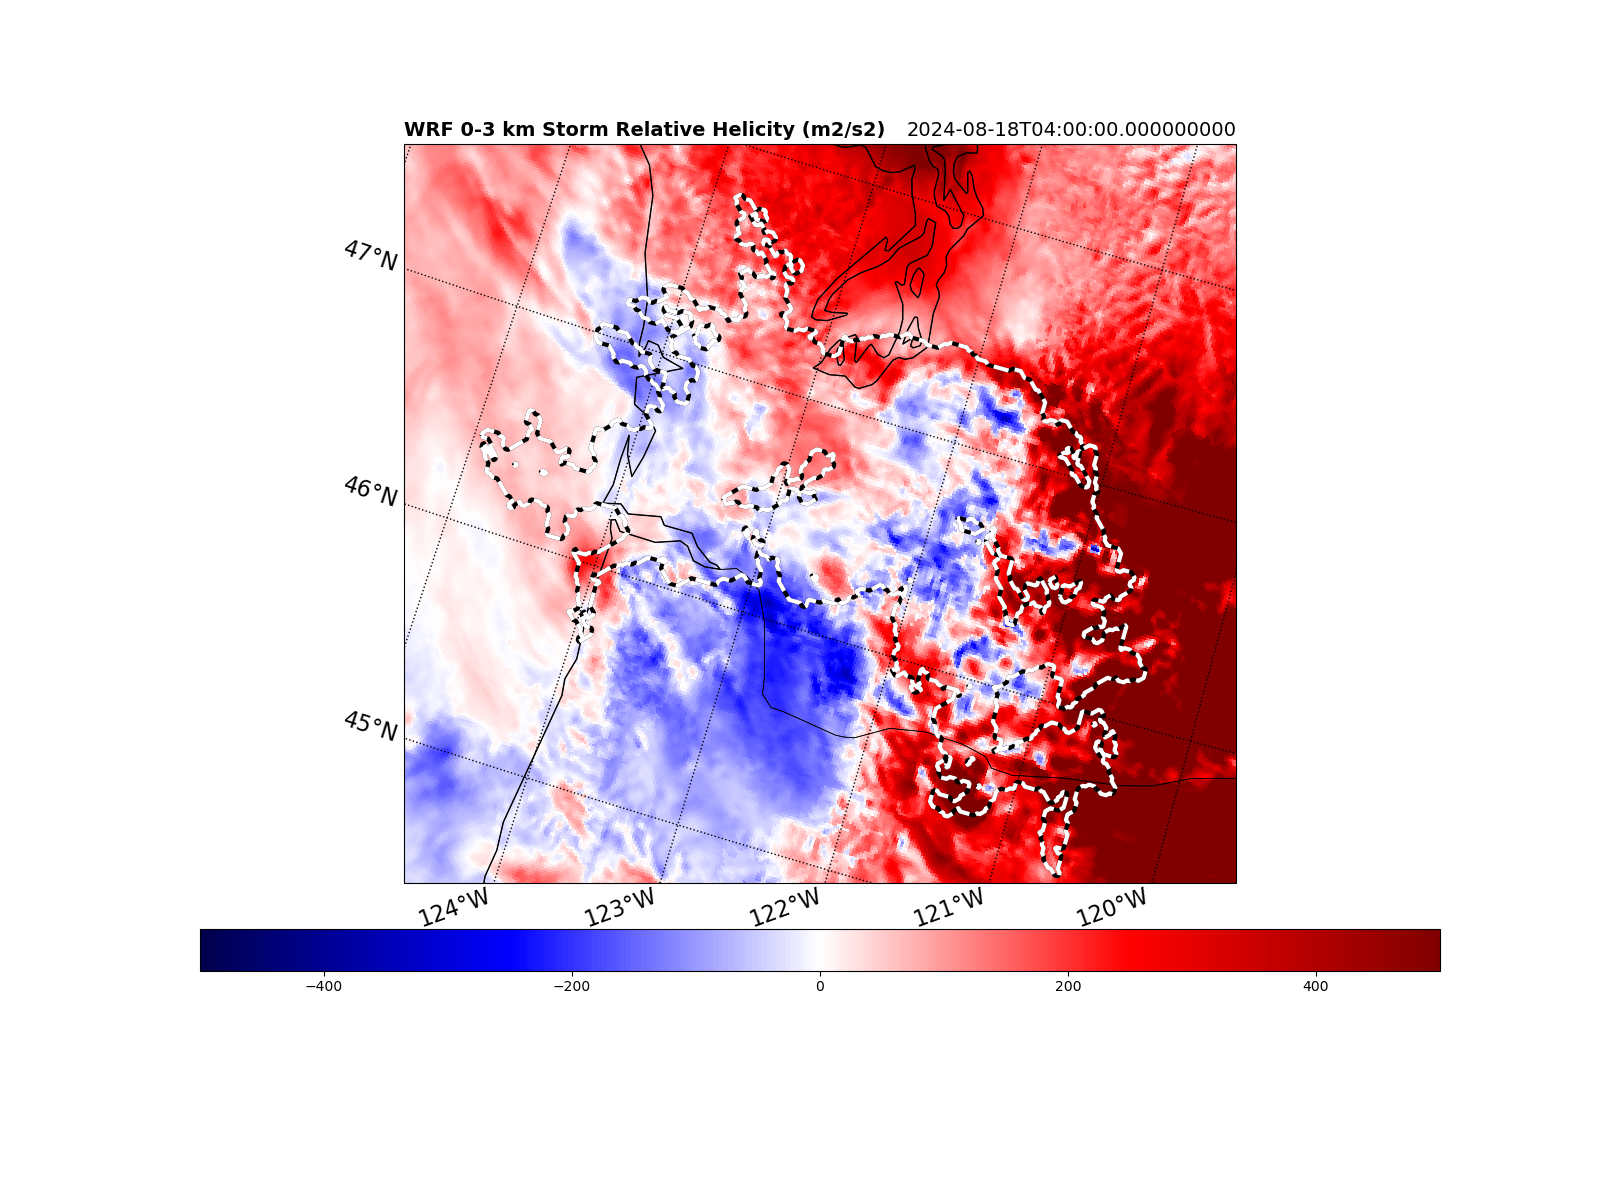 WRF 0-3 km Storm Relative Helicity (m2/s2) 2024-08-18T04:00:00.000000000
47°N
46°N
45°N
124°W 123°W 122°W 121°W 120°W
−400 −200 0 200 400